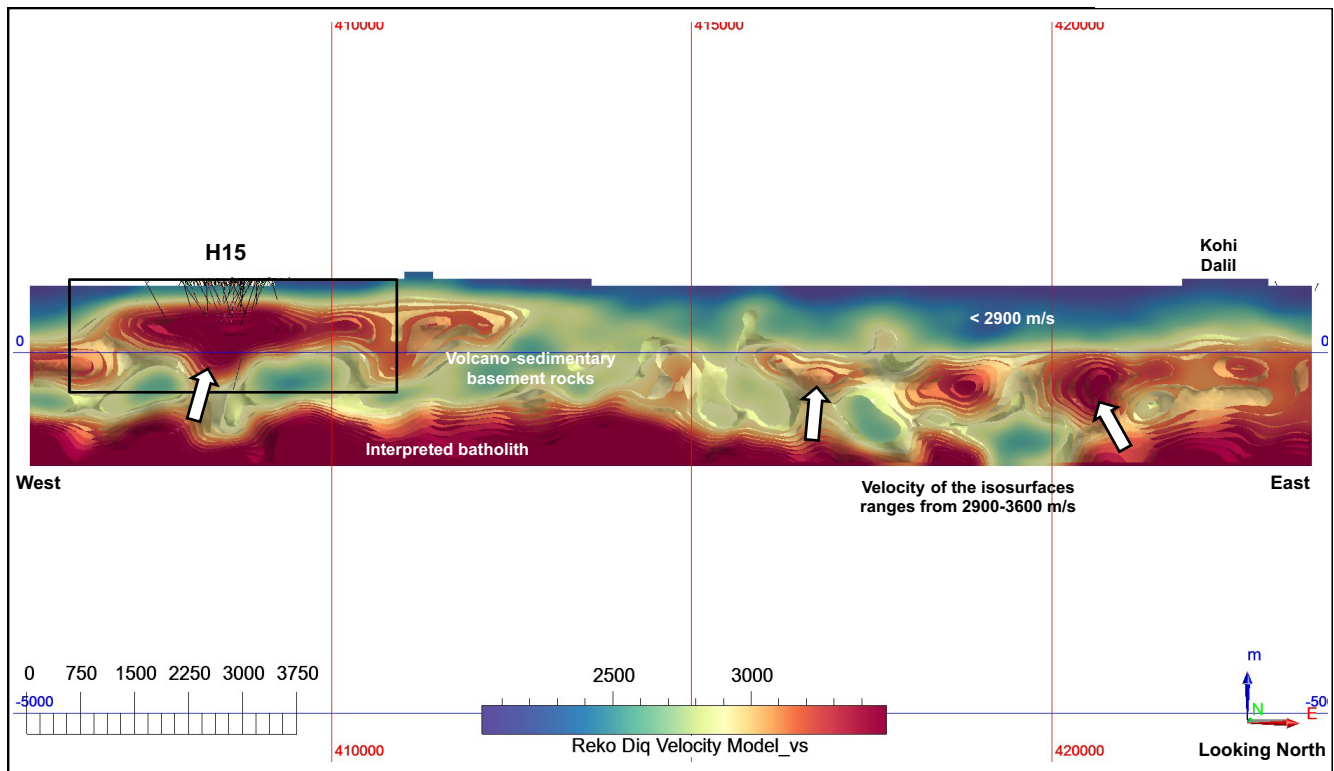 410000
415000
420000
H15
Kohi
Dalil
< 2900 m/s
0
0
Volcano-sedimentary
basement rocks
Interpreted batholith
West
Velocity of the isosurfaces
ranges from 2900-3600 m/s
East
0 750 1500 2250 3000 3750
2500 3000
m
N
E
-5000
-50
Reko Diq Velocity Model_vs
410000
420000
Looking North